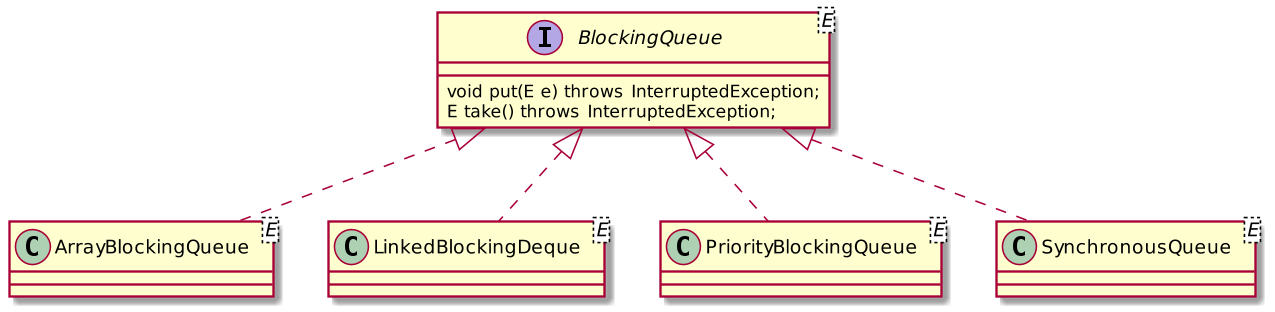 I BlockingQueue E
void put(E e) throws InterruptedException;
E take() throws InterruptedException;
C ArrayBlockingQueue E
C LinkedBlockingDeque E
C PriorityBlockingQueue E
C SynchronousQueue E